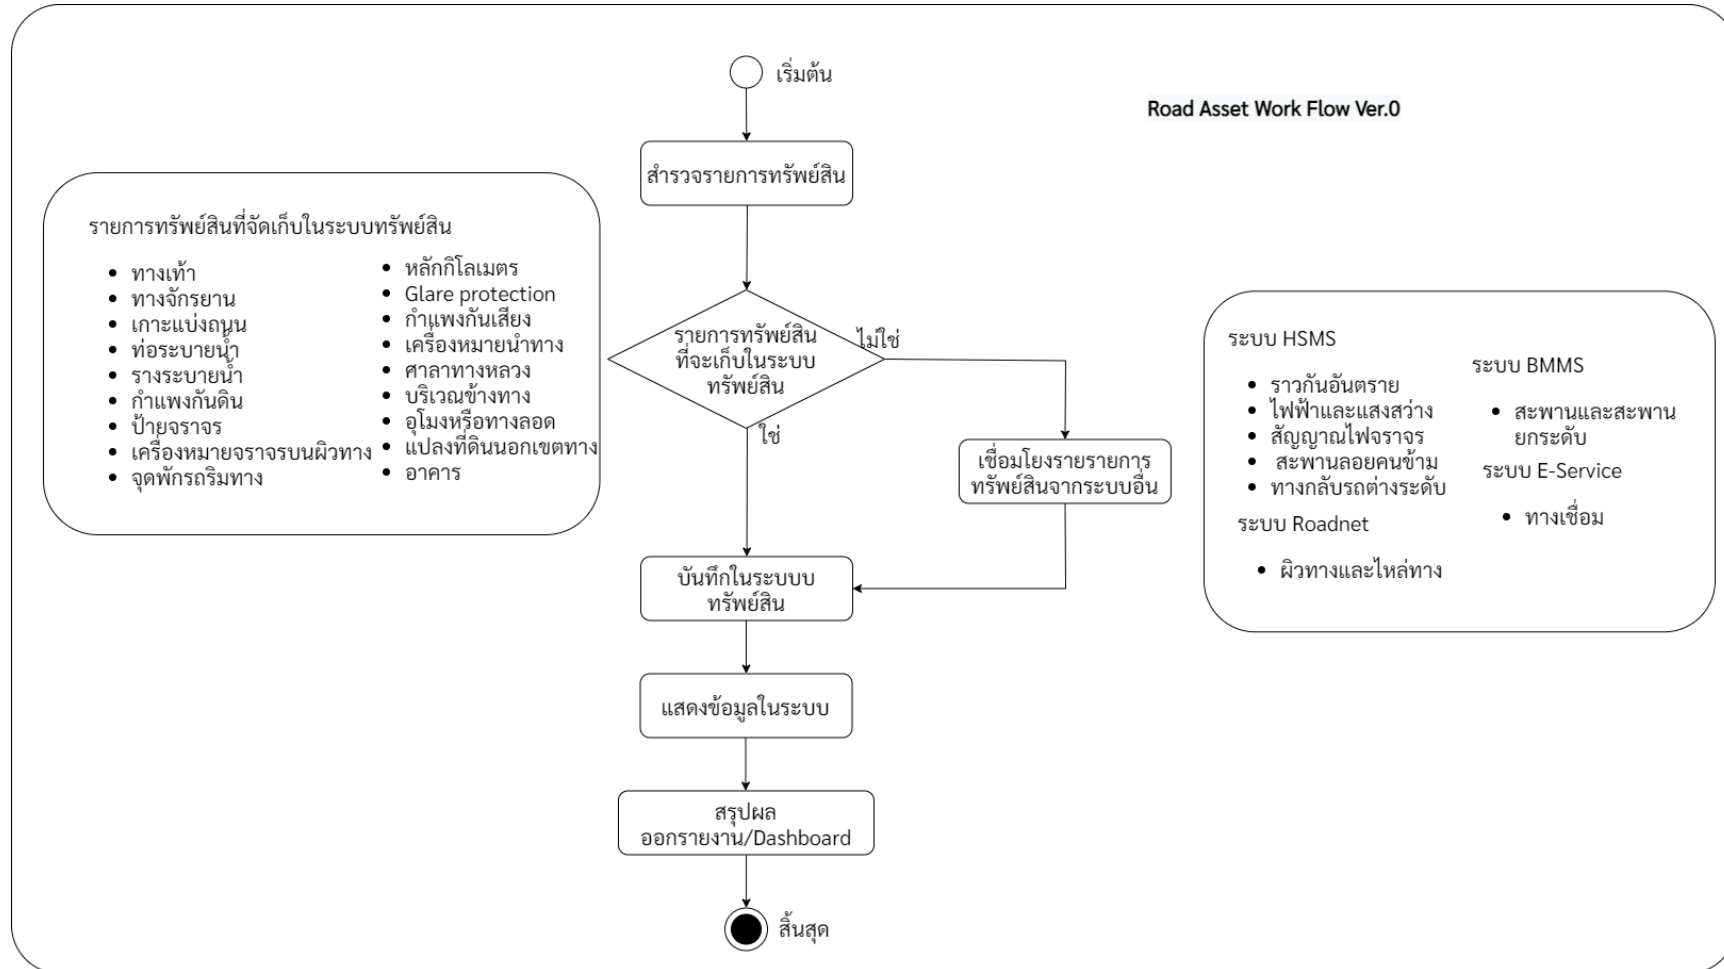 เริ่มต้น
Road Asset Work Flow Ver.0
สำรวจรายการทรัพย์สิน
รายการทรัพย์สินที่จัดเก็บในระบบทรัพย์สิน
• ทางเท้า
• ทางจักรยาน
• เกาะแบ่งถนน
• ท่อระบายน้ำ
• รางระบายน้ำ
• กำแพงกันดิน
• ป้ายจราจร
• เครื่องหมายจราจรบนผิวทาง
• จุดพักรถริมทาง
• หลักกิโลเมตร
• Glare protection
• กำแพงกันเสียง
• เครื่องหมายนำทาง
• ศาลาทางหลวง
• บริเวณข้างทาง
• อุโมงหรือทางลอด
• แปลงที่ดินนอกเขตทาง
• อาคาร
รายการทรัพย์สิน
ที่จะเก็บในระบบ
ทรัพย์สิน
ไม่ใช่
ใช่
เชื่อมโยงรายรายการ
ทรัพย์สินจากระบบอื่น
ระบบ HSMS
• ราวกันอันตราย
• ไฟฟ้าและแสงสว่าง
• สัญญาณไฟจราจร
• สะพานลอยคนข้าม
• ทางกลับรถต่างระดับ
ระบบ Roadnet
• ผิวทางและไหล่ทาง
ระบบ BMMS
• สะพานและสะพาน
ยกระดับ
ระบบ E-Service
• ทางเชื่อม
บันทึกในระบบบ
ทรัพย์สิน
แสดงข้อมูลในระบบ
สรุปผล
ออกรายงาน/Dashboard
สิ้นสุด